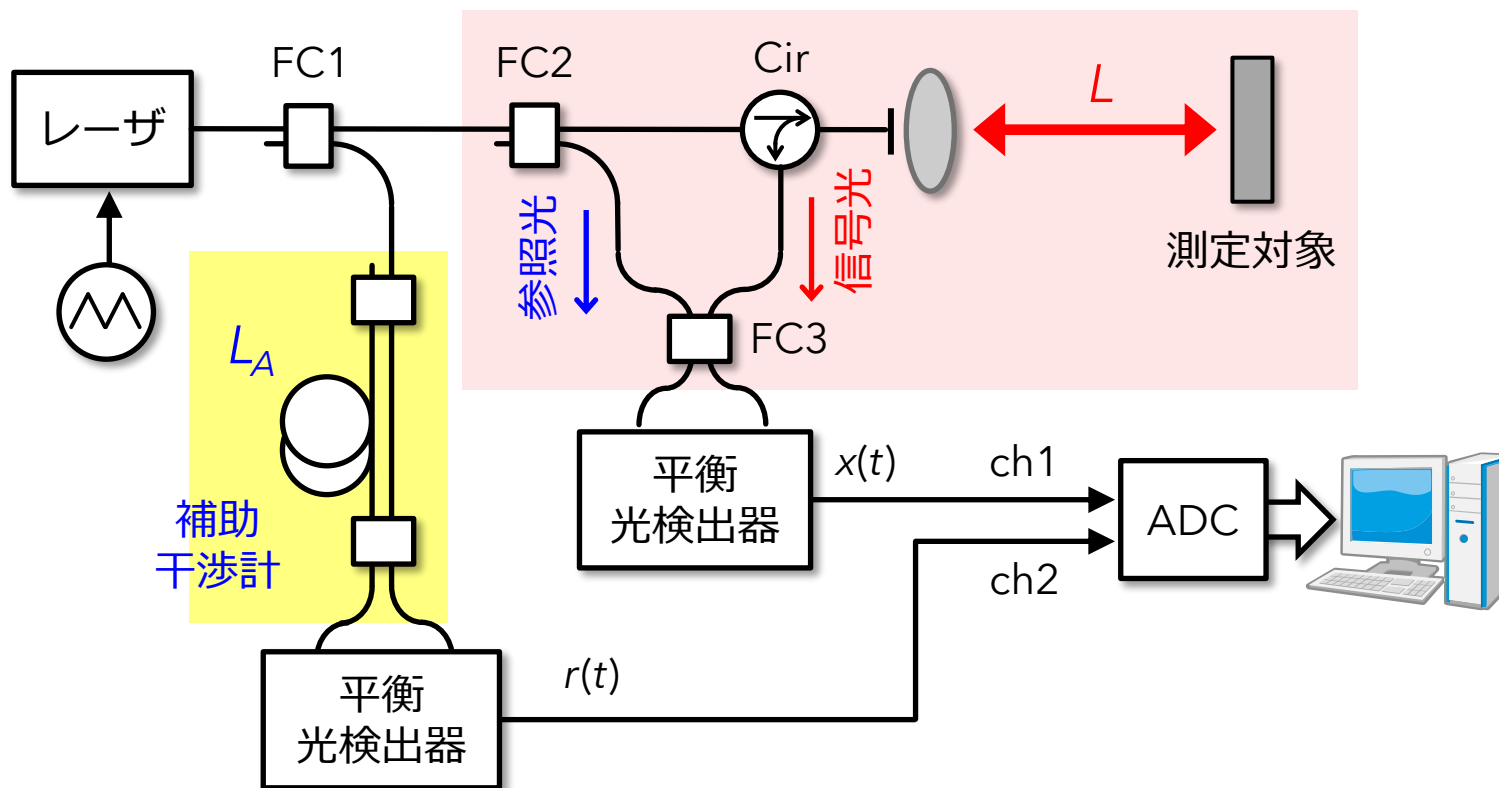 FC1
FC2
Cir
L
レーザ
参照光
信号光
測定対象
FC3
L_A
補助
干渉計
平衡
光検出器
x(t)
ch1
ADC
ch2
平衡
光検出器
r(t)